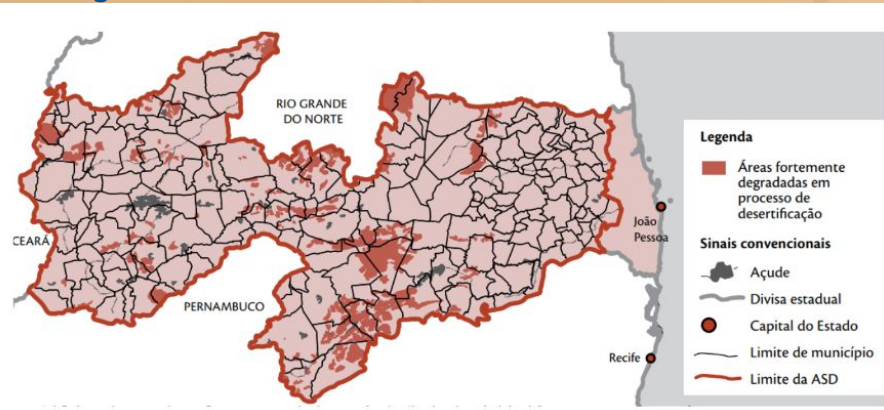 RIO GRANDE
DO NORTE
CEARÁ
PERNAMBUCO
João
Pessoa
Recife
Legenda
Áreas fortemente
degradadas em
processo de
desertificação
Sinais convencionais
Açude
Divisa estadual
Capital do Estado
Limite de município
Limite da ASD